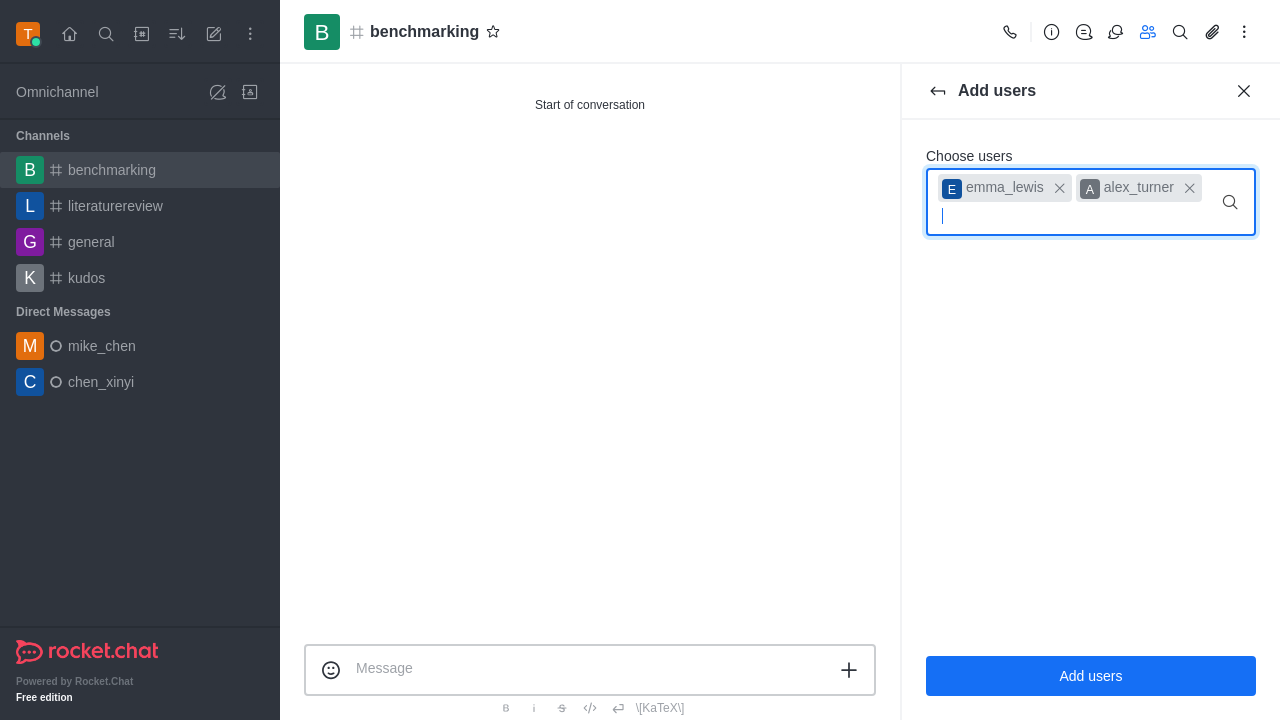 T
Omnichannel
Channels
B benchmarking
L literaturereview
G general
K kudos
Direct Messages
M mike_chen
C chen_xinyi
rocket.chat
Powered by Rocket.Chat
Free edition
B benchmarking
Start of conversation
Message
B i S \[KaTeX\]
Add users
Choose users
E emma_lewis A alex_turner
Add users